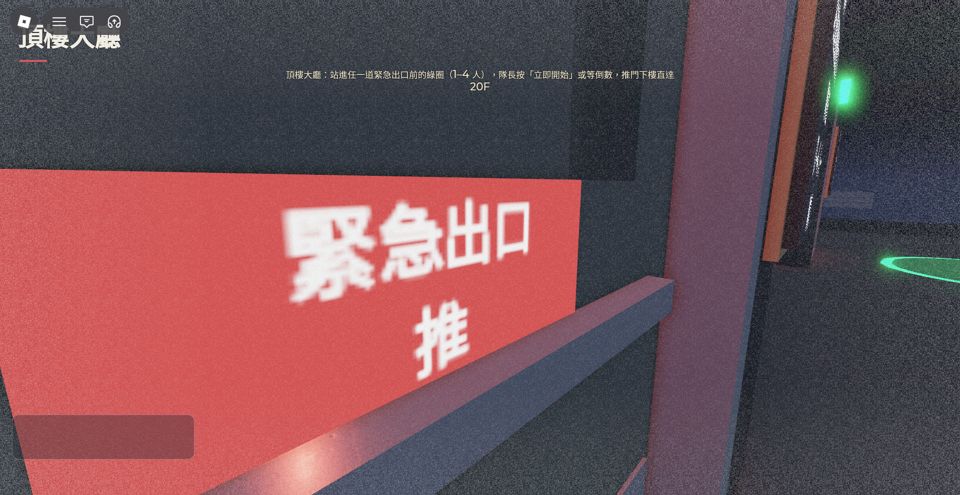 頂樓大廳
頂樓大廳：站進任一道緊急出口前的綠圈（1–4 人），隊長按「立即開始」或等倒數，推門下樓直達
20F
緊急出口
推